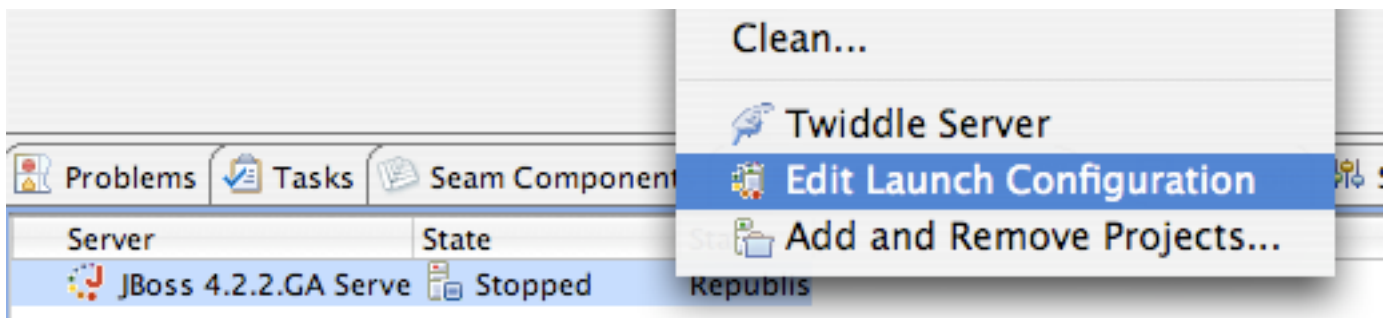 Clean...
Twiddle Server
Problems Tasks Seam Component
Edit Launch Configuration
Server State
Add and Remove Projects...
JBoss 4.2.2.GA Serve Stopped Republis